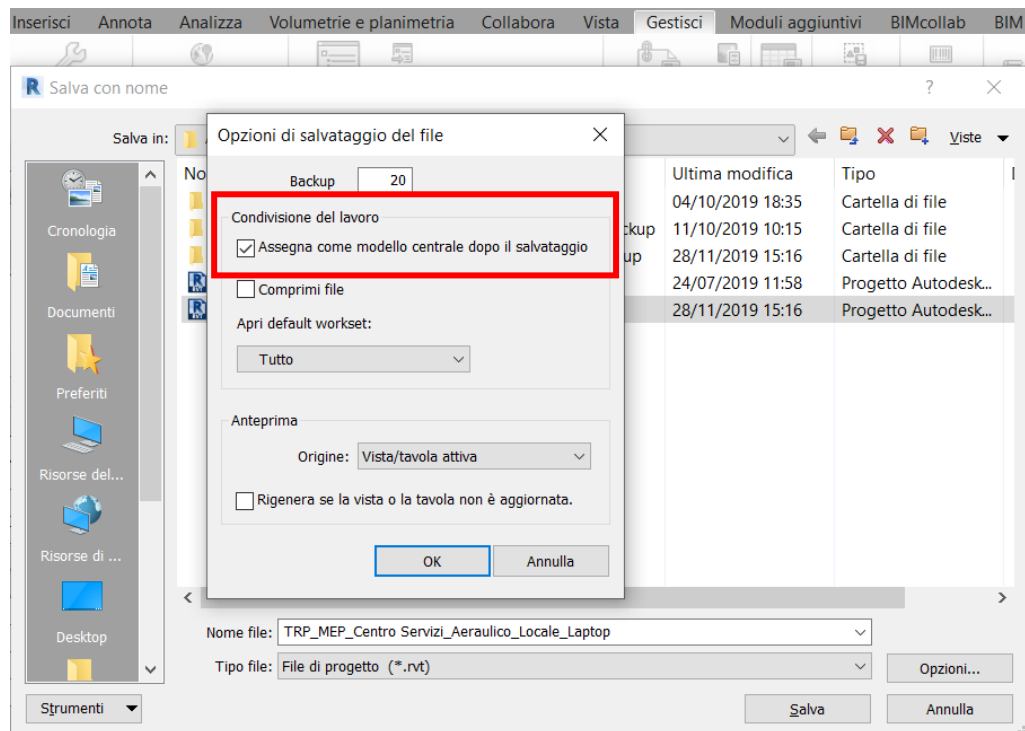 Inserisci Annota Analizza Volumetrie e planimetria Collabora Vista Gestisci Moduli aggiuntivi BIMcollab BIM
R Salva con nome ?
Salva in: Viste
Opzioni di salvataggio del file
Backup 20
Condivisione del lavoro
Assegna come modello centrale dopo il salvataggio
Comprimi file
Apri default workset:
Tutto
Anteprima
Origine: Vista/tavola attiva
Rigenera se la vista o la tavola non è aggiornata.
OK Annulla
Cronologia
Documenti
Preferiti
Risorse del...
Risorse di ...
Desktop
No Ultima modifica Tipo
04/10/2019 18:35 Cartella di file
ckup 11/10/2019 10:15 Cartella di file
up 28/11/2019 15:16 Cartella di file
24/07/2019 11:58 Progetto Autodesk...
28/11/2019 15:16 Progetto Autodesk...
Nome file: TRP_MEP_Centro Servizi_Aeraulico_Locale_Laptop
Tipo file: File di progetto (*.rvt)
Opzioni...
Strumenti Salva Annulla